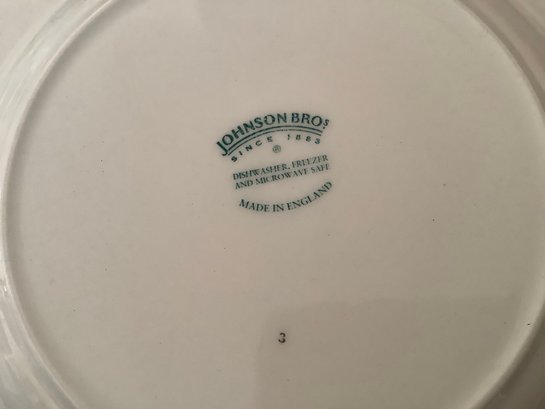 JOHNSON BROS
SINCE 1883
®
DISHWASHER, FREEZER
AND MICROWAVE SAFE
MADE IN ENGLAND
3